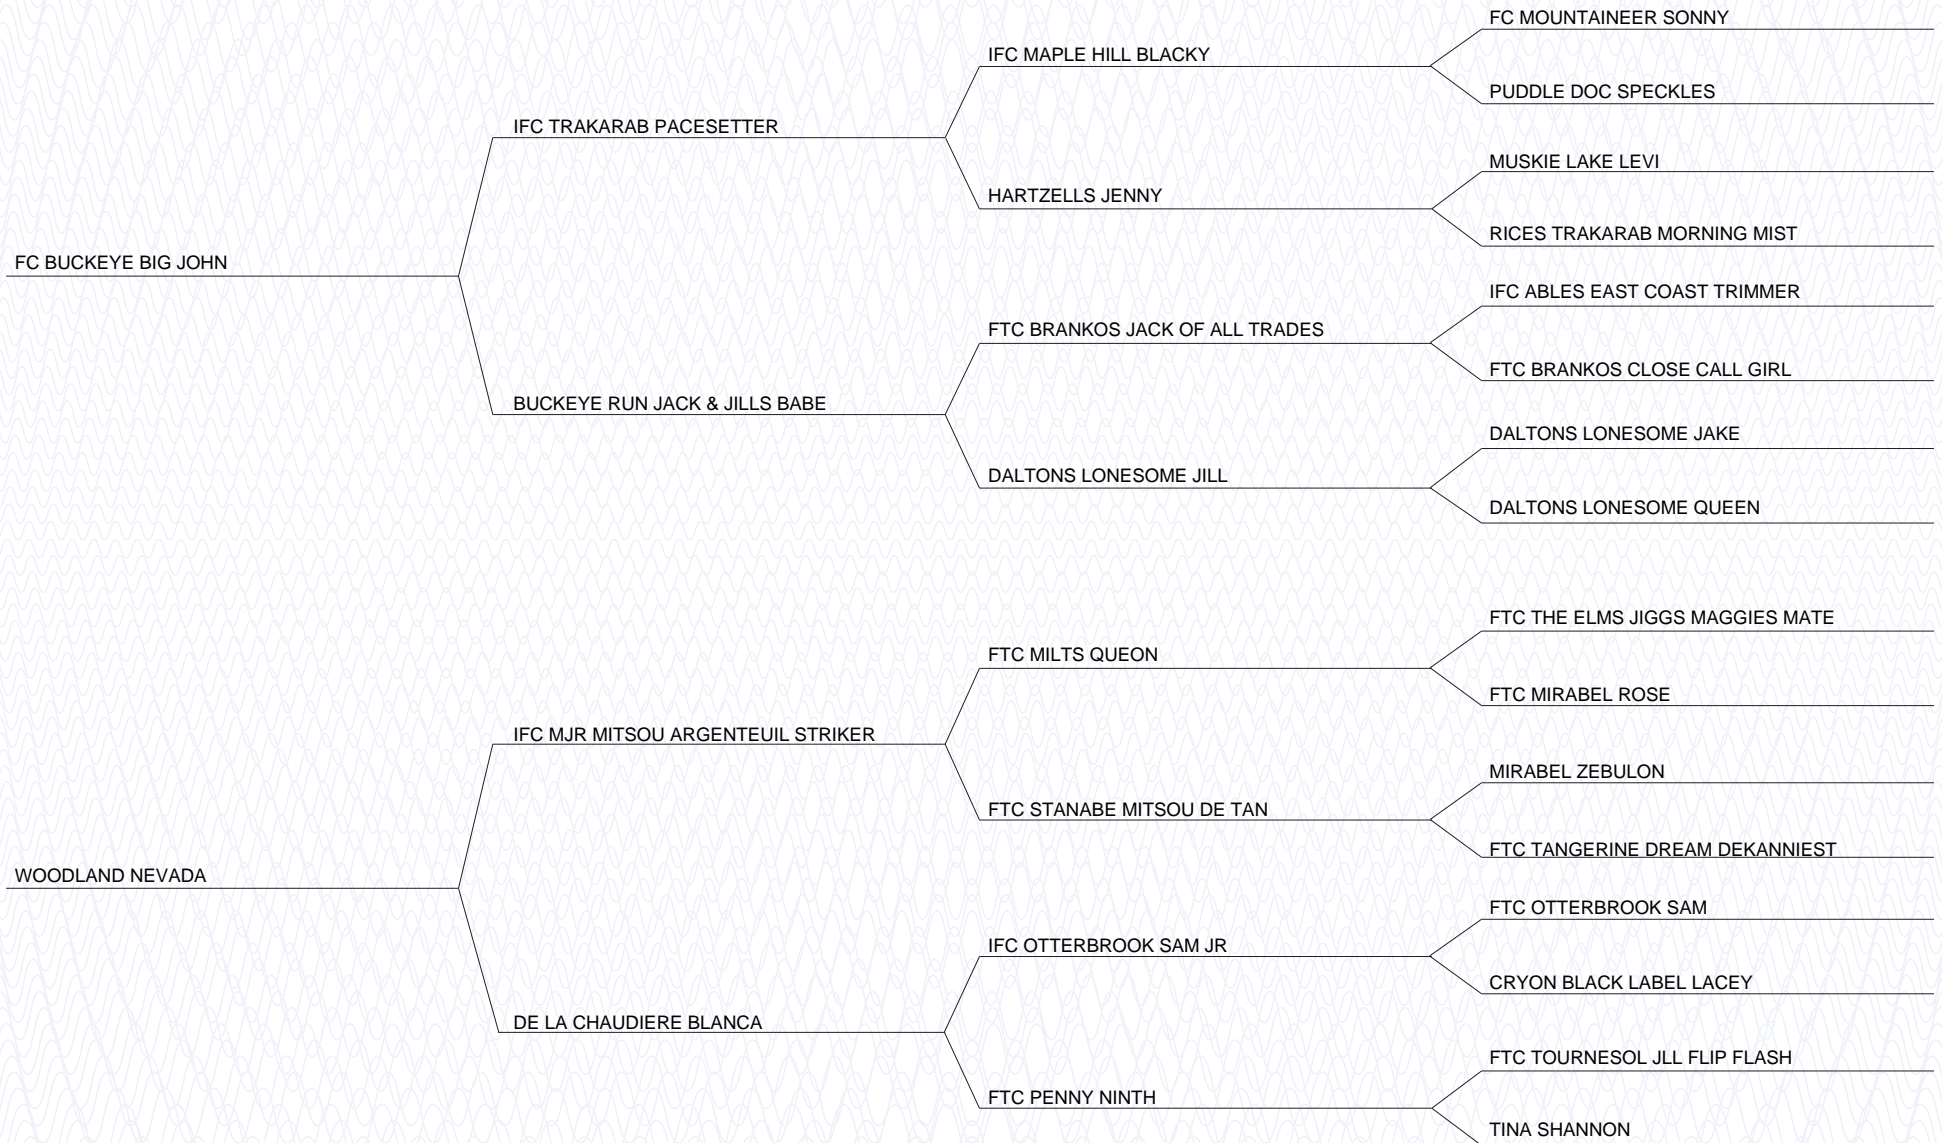 FC MOUNTAINEER SONNY
IFC MAPLE HILL BLACKY
PUDDLE DOC SPECKLES
IFC TRAKARAB PACESETTER
MUSKIE LAKE LEVI
HARTZELLS JENNY
RICES TRAKARAB MORNING MIST
FC BUCKEYE BIG JOHN
IFC ABLES EAST COAST TRIMMER
FTC BRANKOS JACK OF ALL TRADES
FTC BRANKOS CLOSE CALL GIRL
BUCKEYE RUN JACK & JILLS BABE
DALTONS LONESOME JAKE
DALTONS LONESOME JILL
DALTONS LONESOME QUEEN
FTC THE ELMS JIGGS MAGGIES MATE
FTC MILTS QUEON
FTC MIRABEL ROSE
IFC MJR MITSOU ARGENTEUIL STRIKER
MIRABEL ZEBULON
FTC STANABE MITSOU DE TAN
FTC TANGERINE DREAM DEKANNIEST
WOODLAND NEVADA
FTC OTTERBROOK SAM
IFC OTTERBROOK SAM JR
CRYON BLACK LABEL LACEY
DE LA CHAUDIERE BLANCA
FTC TOURNESOL JLL FLIP FLASH
FTC PENNY NINTH
TINA SHANNON